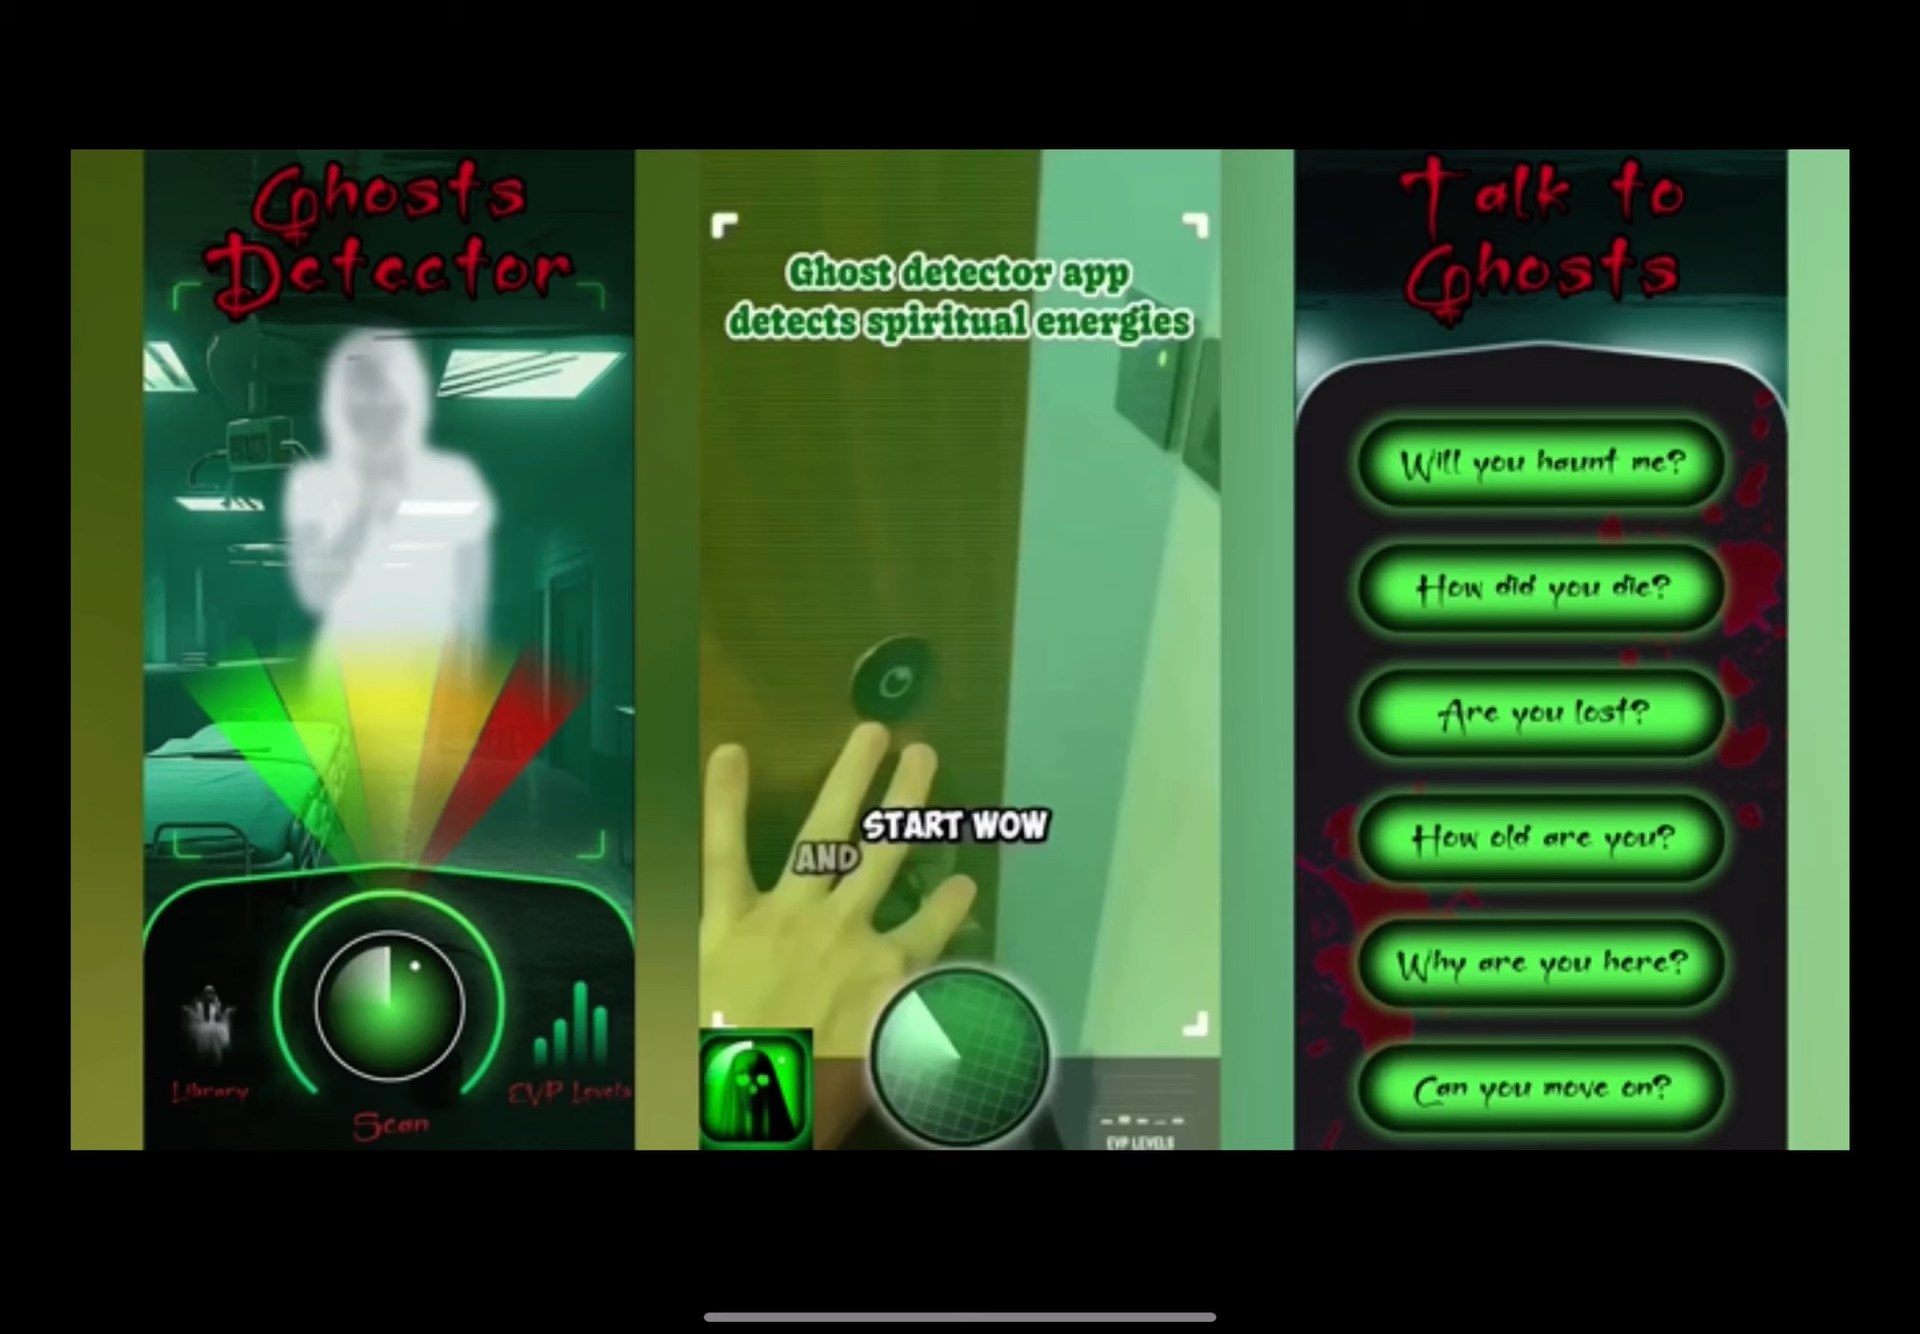 Ghosts
Detector
Library
Scan
EVP Levels
Ghost detector app
detects spiritual energies
START WOW
AND
EVP LEVELS
Talk to
Ghosts
Will you haunt me?
How did you die?
Are you lost?
How old are you?
Why are you here?
Can you move on?